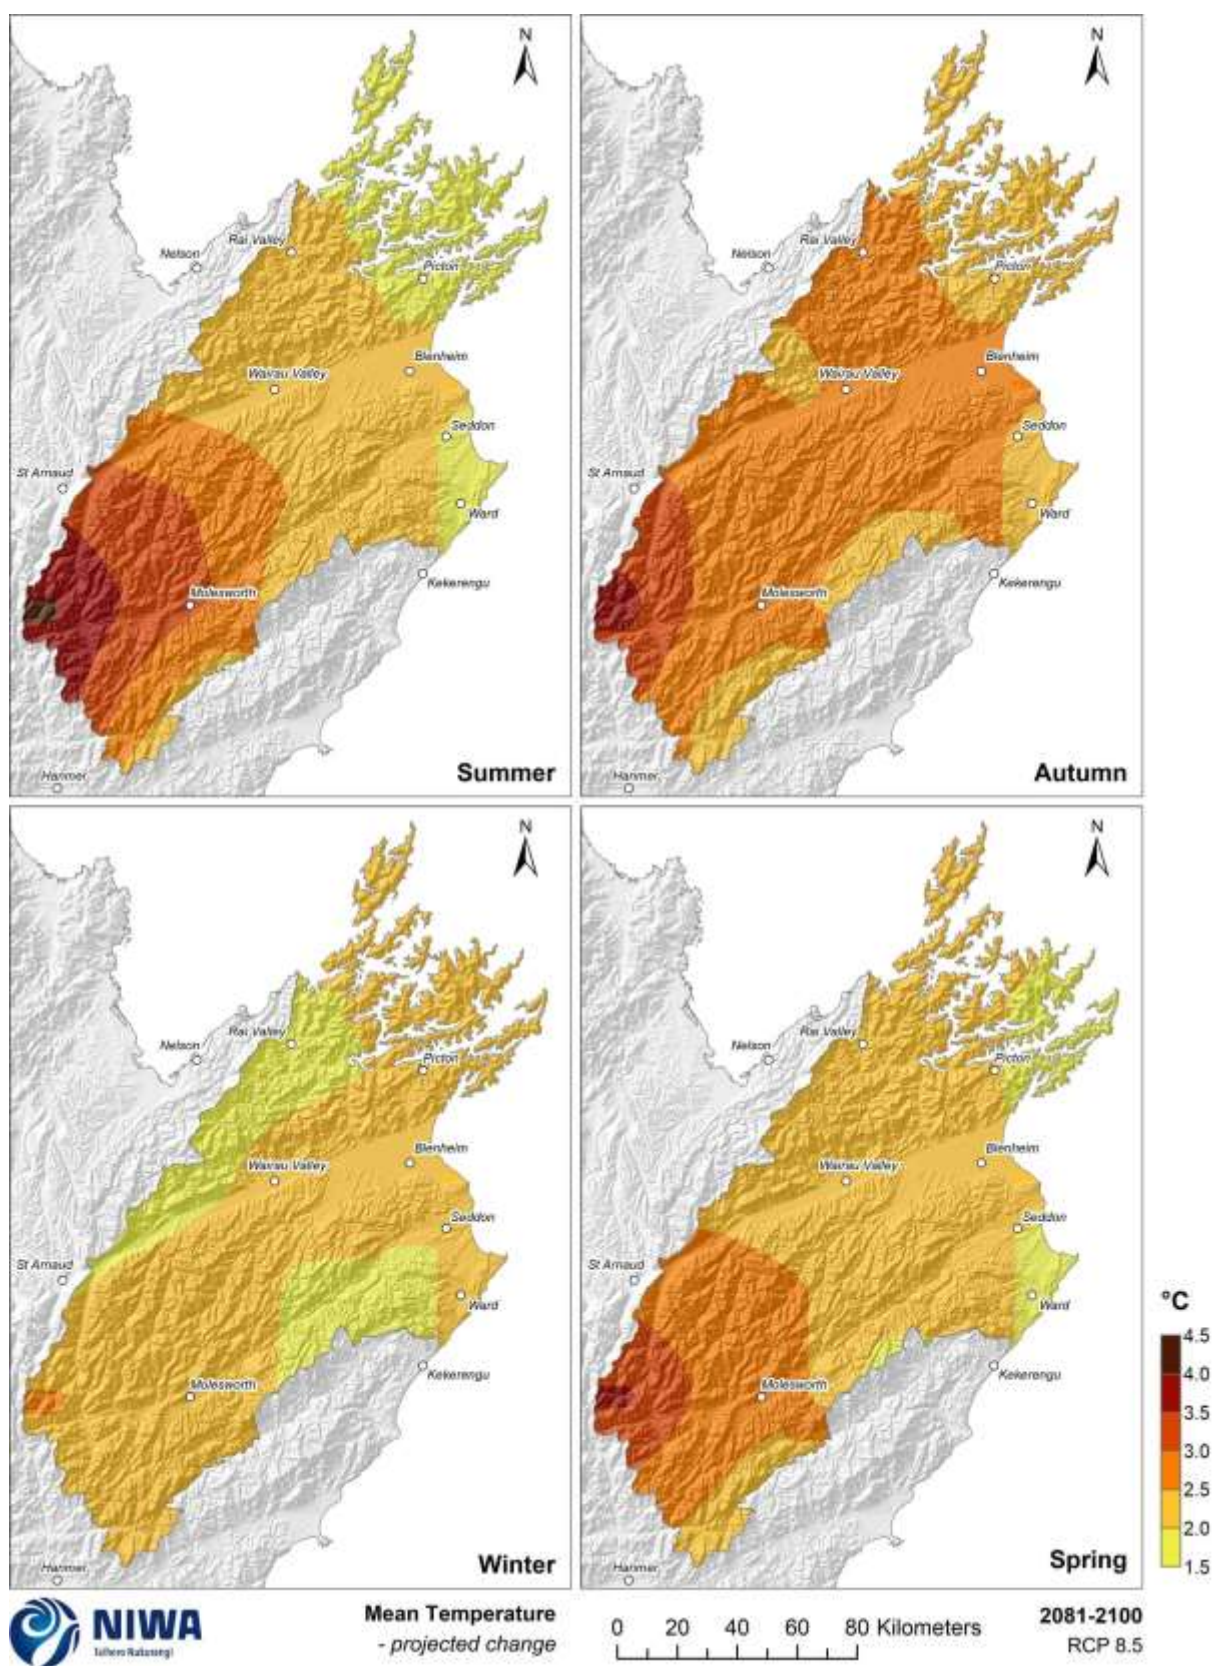 N
Nelson
Rai Valley
Picton
Blenheim
Wairau Valley
Seddon
St Arnaud
Ward
Kekerengu
Molesworth
Hanmer
Summer
N
Nelson
Rai Valley
Picton
Blenheim
Wairau Valley
Seddon
St Arnaud
Ward
Kekerengu
Molesworth
Hanmer
Autumn
N
Nelson
Rai Valley
Picton
Blenheim
Wairau Valley
Seddon
St Arnaud
Ward
Kekerengu
Molesworth
Hanmer
Winter
N
Nelson
Rai Valley
Picton
Blenheim
Wairau Valley
Seddon
St Arnaud
Ward
Kekerengu
Molesworth
Hanmer
Spring
°C
4.5
4.0
3.5
3.0
2.5
2.0
1.5
NIWA
Taihoro Nukurangi
Mean Temperature
- projected change
0 20 40 60 80 Kilometers
2081-2100
RCP 8.5